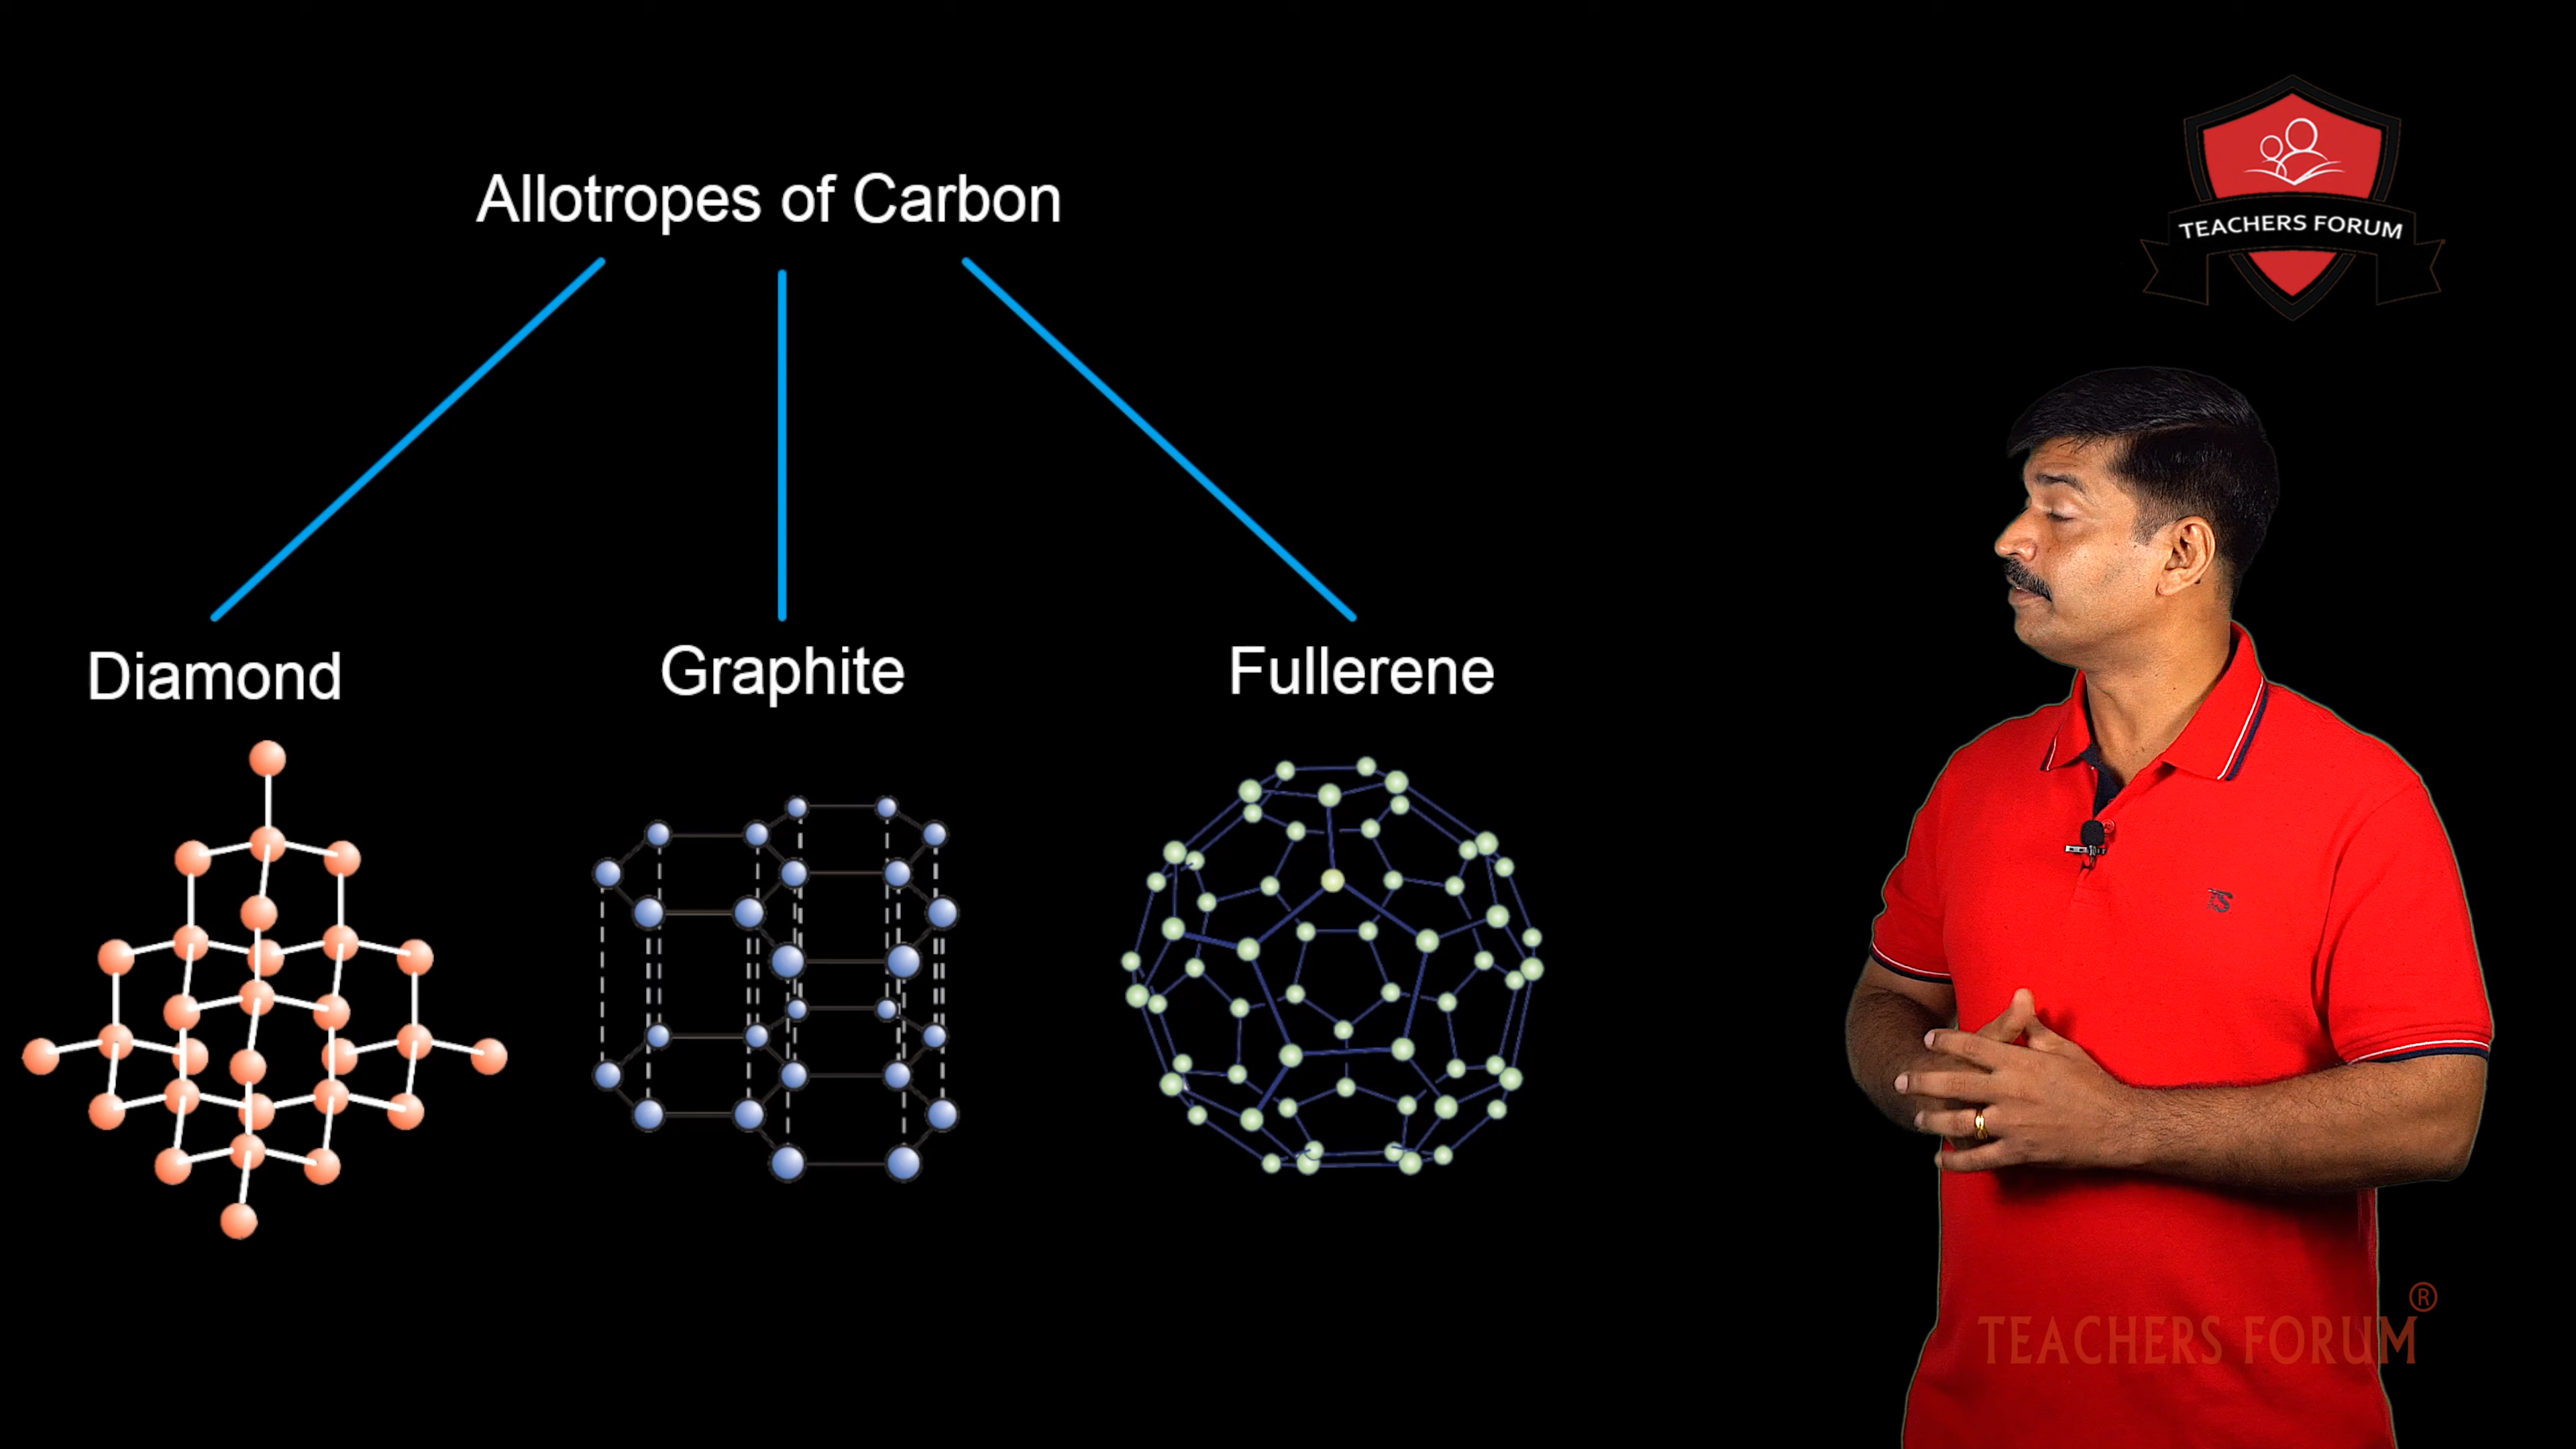 TEACHERS FORUM
Allotropes of Carbon
Diamond
Graphite
Fullerene
TEACHERS FORUM®